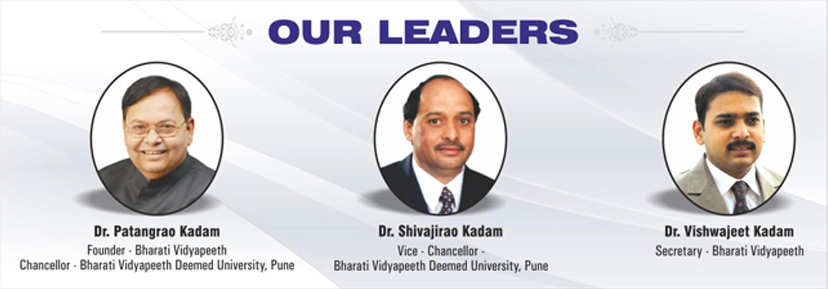 OUR LEADERS
Dr. Patangrao Kadam
Founder - Bharati Vidyapeeth
Chancellor - Bharati Vidyapeeth Deemed University, Pune
Dr. Shivajirao Kadam
Vice - Chancellor -
Bharati Vidyapeeth Deemed University, Pune
Dr. Vishwajeet Kadam
Secretary - Bharati Vidyapeeth